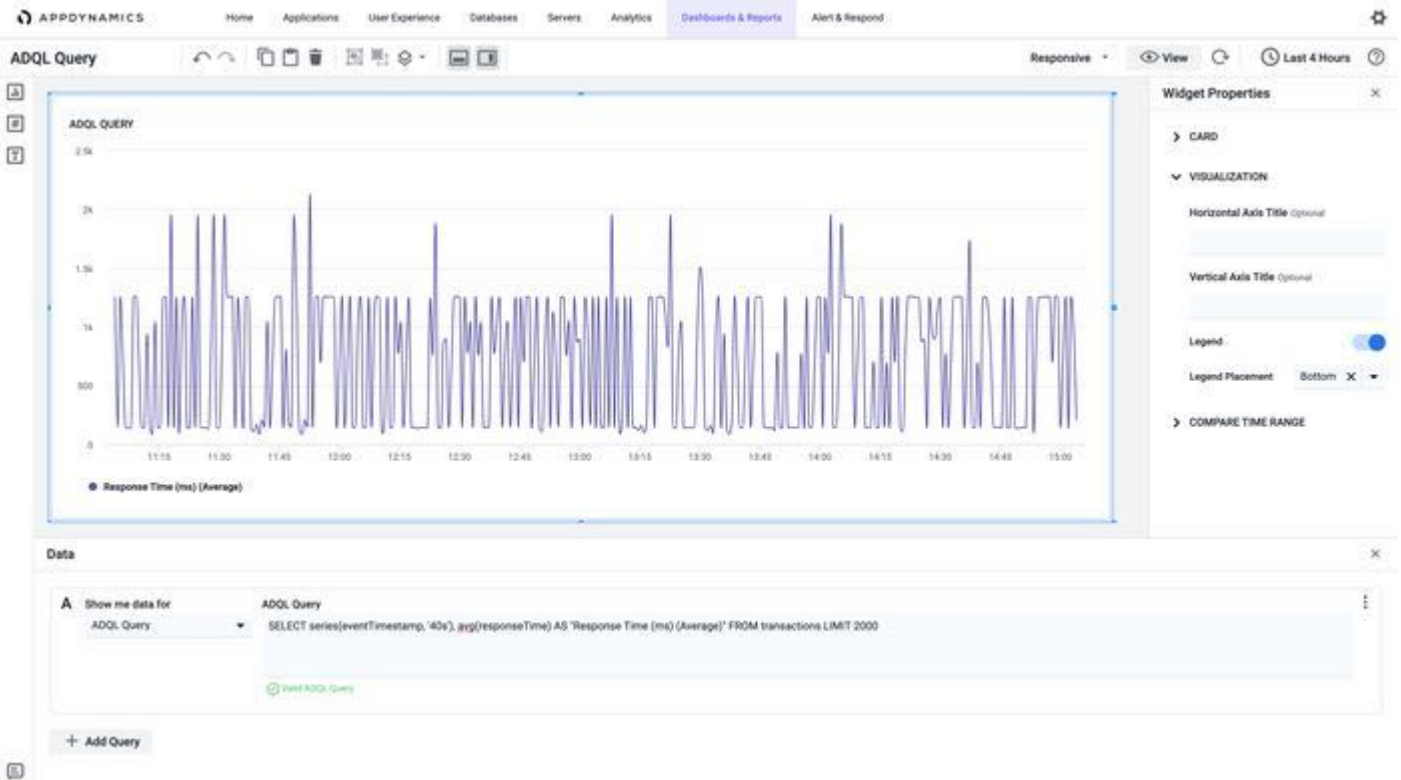 APPDYNAMICS
Home Applications User Experience Databases Servers Analytics Dashboards & Reports Alert & Respond
ADQL Query
Responsive View Last 4 Hours
Widget Properties
CARD
VISUALIZATION
Horizontal Axis Title Optional
Vertical Axis Title Optional
Legend
Legend Placement Bottom
COMPARE TIME RANGE
ADQL QUERY
2.5k
2k
1.5k
1k
500
0
11:15 11:30 11:45 12:00 12:15 12:30 12:45 13:00 13:15 13:30 13:45 14:00 14:15 14:30 14:45 15:00
Response Time (ms) (Average)
Data
A Show me data for
ADQL Query
ADQL Query
SELECT series(eventTimestamp, '40s'), avg(responseTime) AS "Response Time (ms) (Average)" FROM transactions LIMIT 2000
Valid ADQL Query
+ Add Query